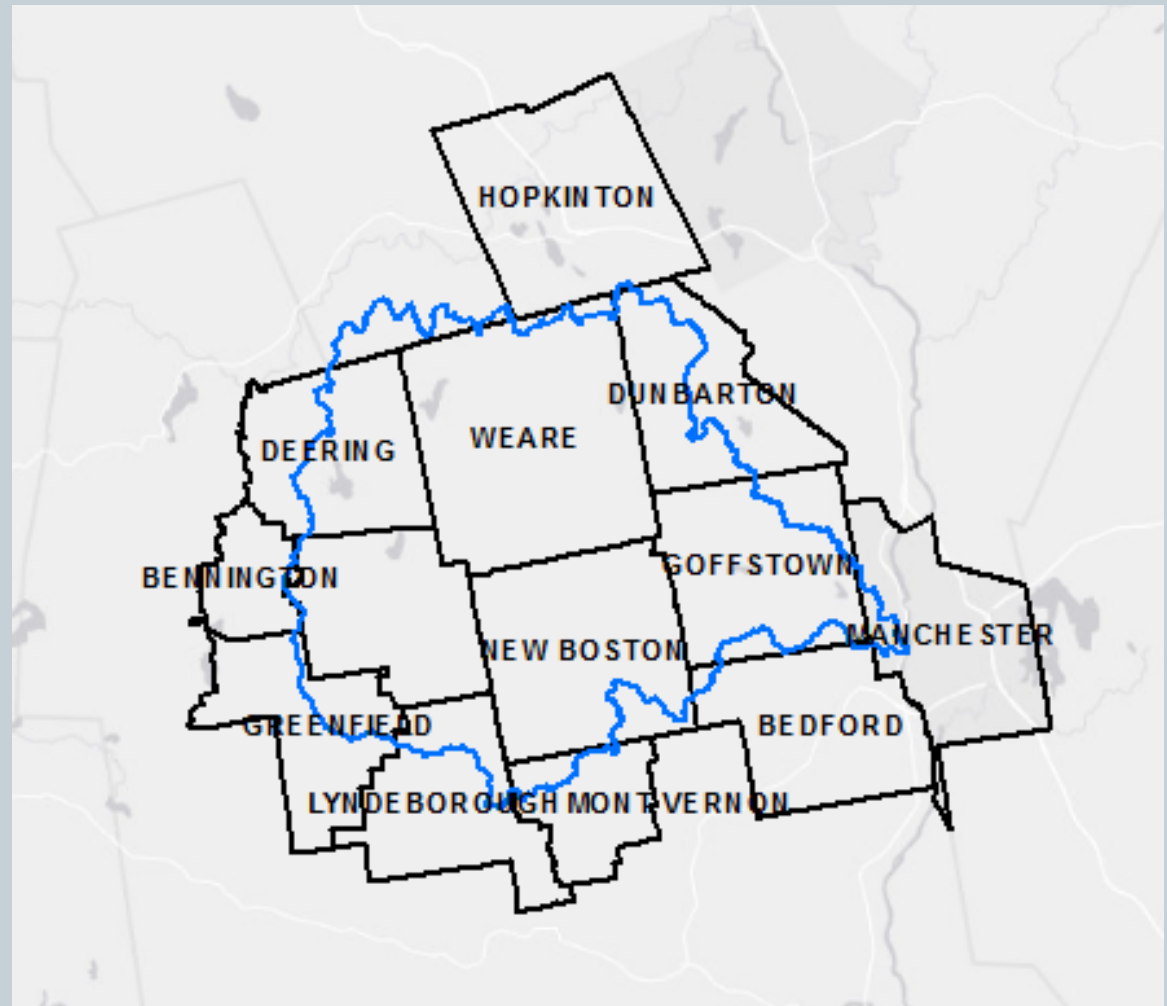 HOPKINTON
DUNBARTON
WEARE
DEERING
GOFFSTOWN
BENNINGTON
MANCHESTER
NEW BOSTON
GREENFIELD
BEDFORD
LYNDEBOROUGH MONT VERNON